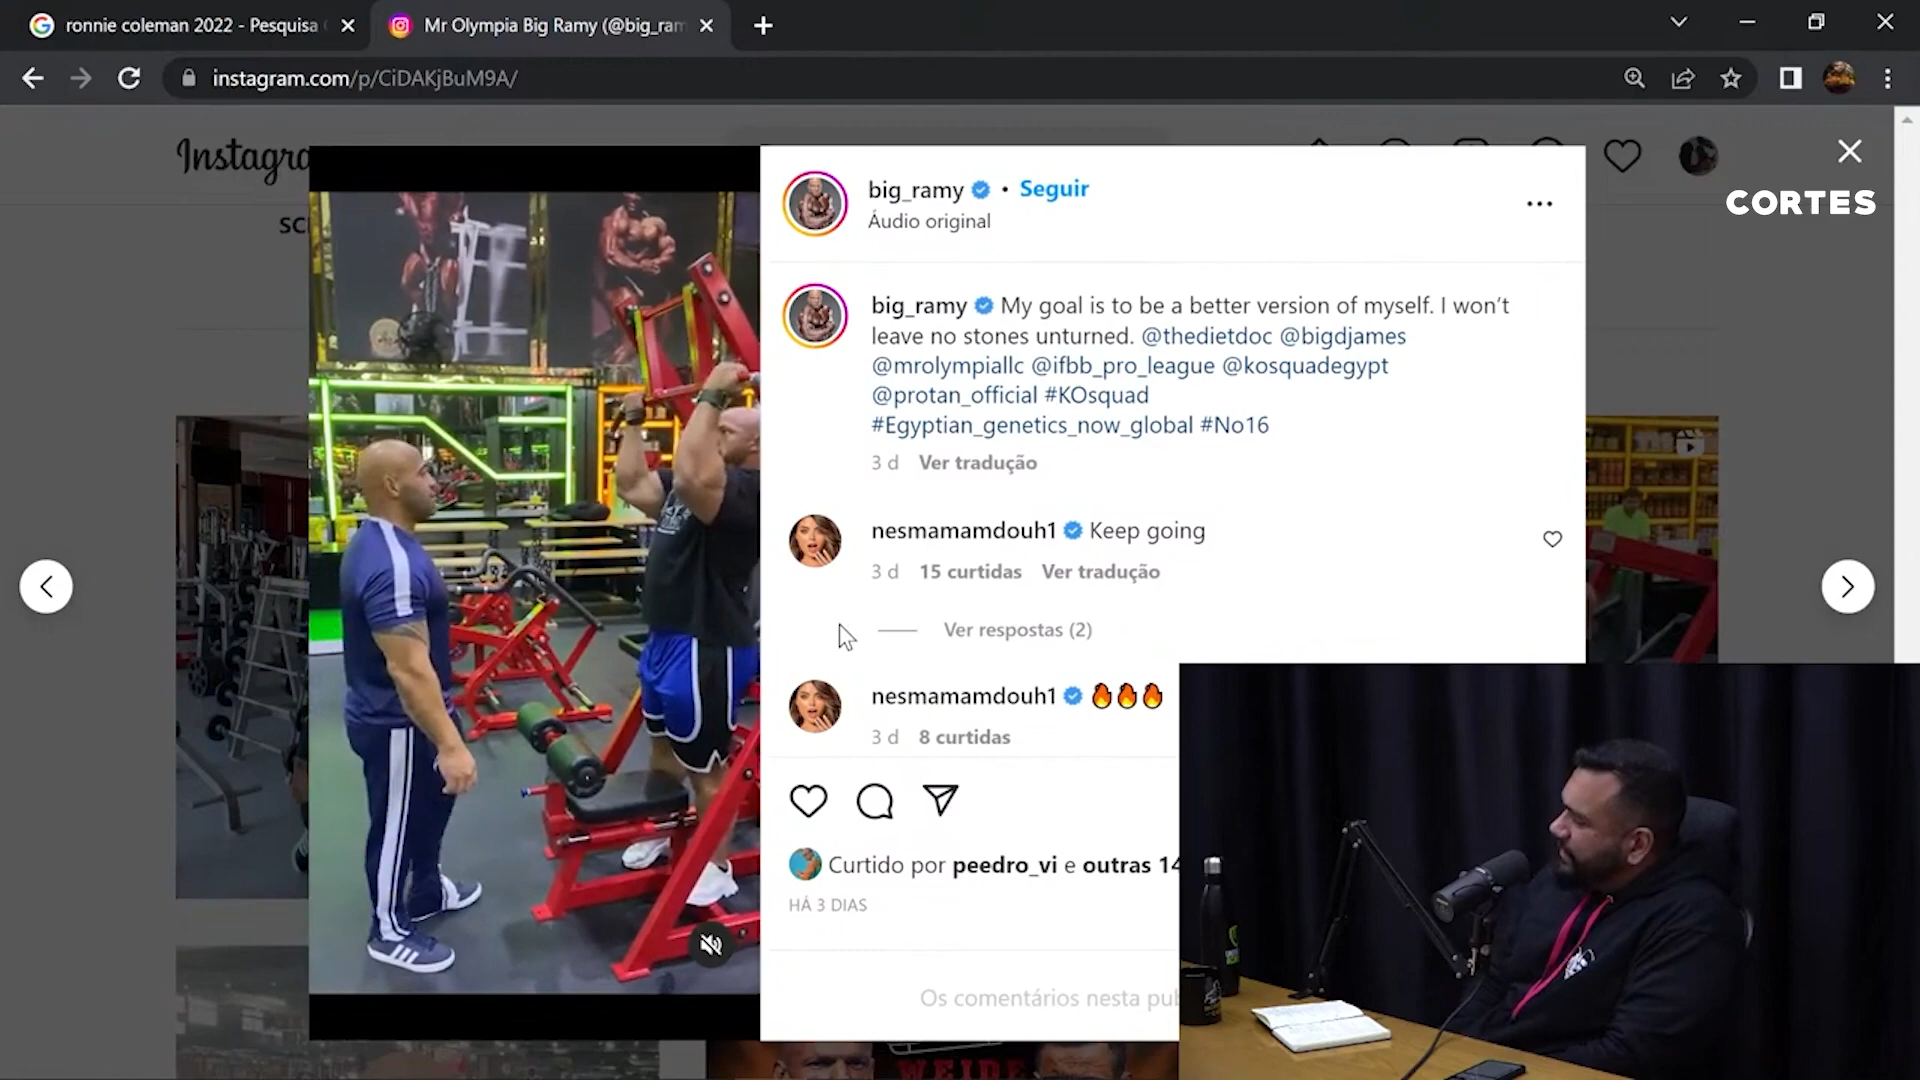 ronnie coleman 2022 - Pesquisa
Mr Olympia Big Ramy (@big_ram
instagram.com/p/CiDAKjBuM9A/
Instagra
CORTES
big_ramy • Seguir
Áudio original
big_ramy My goal is to be a better version of myself. I won't
leave no stones unturned. @thedietdoc @bigdjames
@mrolympiallc @ifbb_pro_league @kosquadegypt
@protan_official #KOsquad
#Egyptian_genetics_now_global #No16
3 d Ver tradução
nesmamamdouh1 Keep going
3 d 15 curtidas Ver tradução
Ver respostas (2)
nesmamamdouh1 🔥🔥🔥
3 d 8 curtidas
Curtido por peedro_vi e outras 14
HÁ 3 DIAS
Os comentários nesta pu
WEIDE